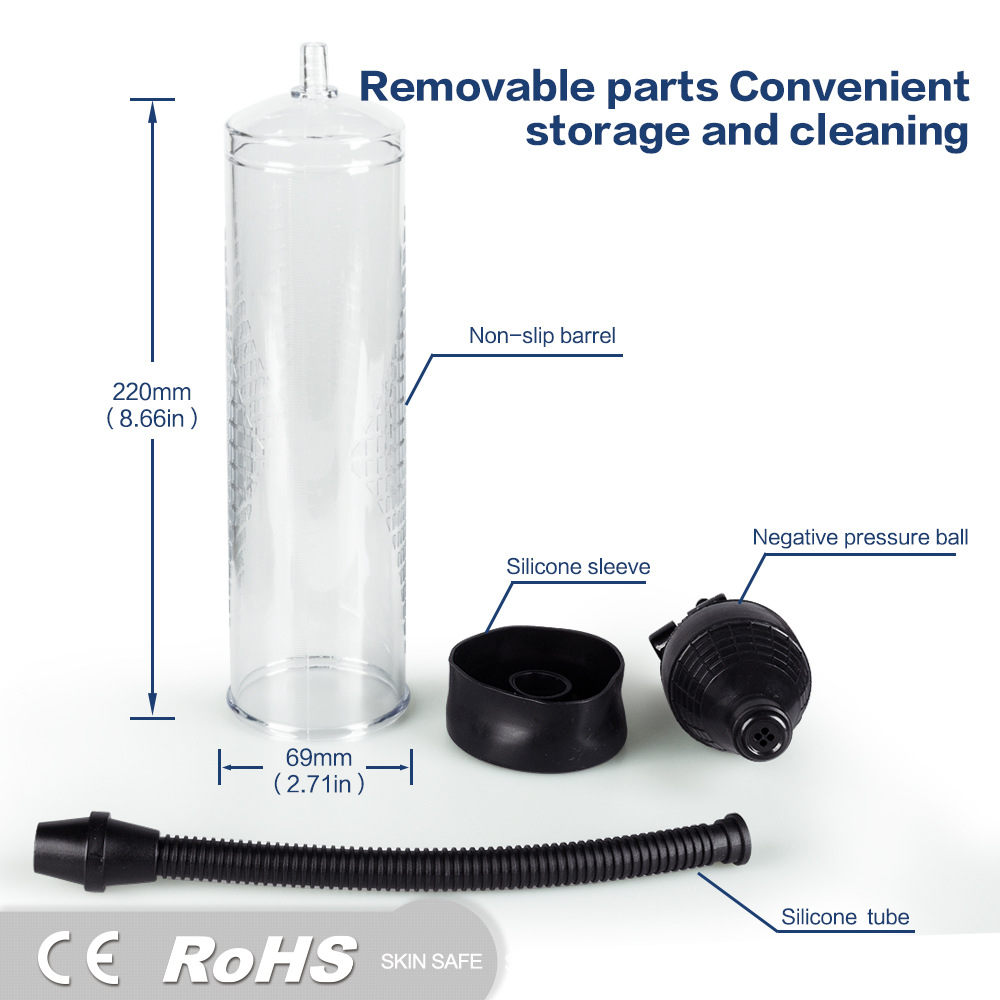 Removable parts Convenient
storage and cleaning
Non-slip barrel
220mm
(8.66in)
Negative pressure ball
Silicone sleeve
69mm
(2.71in)
Silicone tube
CE RoHS SKIN SAFE